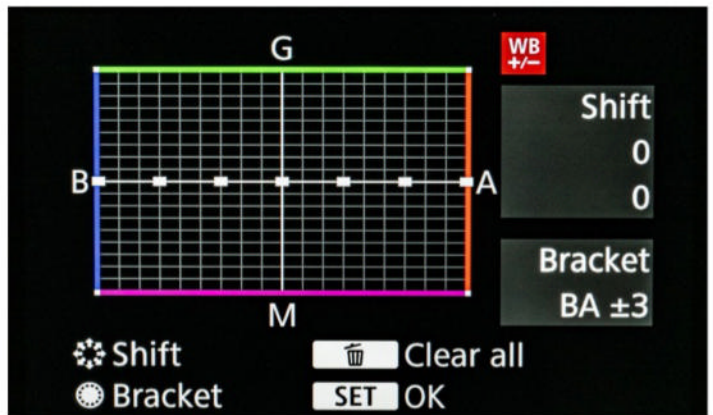 G
WB
+/−
Shift
0
0
B
A
Bracket
BA ±3
M
Shift
Clear all
Bracket
SET OK